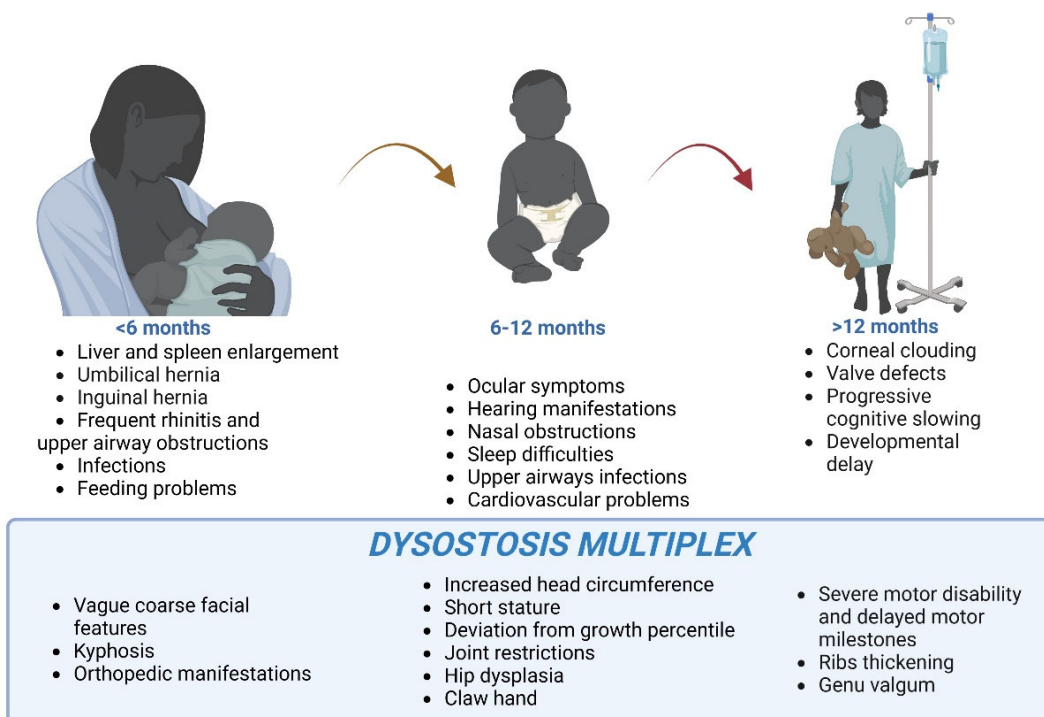 <6 months
• Liver and spleen enlargement
• Umbilical hernia
• Inguinal hernia
• Frequent rhinitis and
upper airway obstructions
• Infections
• Feeding problems
6-12 months
• Ocular symptoms
• Hearing manifestations
• Nasal obstructions
• Sleep difficulties
• Upper airways infections
• Cardiovascular problems
>12 months
• Corneal clouding
• Valve defects
• Progressive
cognitive slowing
• Developmental
delay
DYSOSTOSIS MULTIPLEX
• Vague coarse facial
features
• Kyphosis
• Orthopedic manifestations
• Increased head circumference
• Short stature
• Deviation from growth percentile
• Joint restrictions
• Hip dysplasia
• Claw hand
• Severe motor disability
and delayed motor
milestones
• Ribs thickening
• Genu valgum